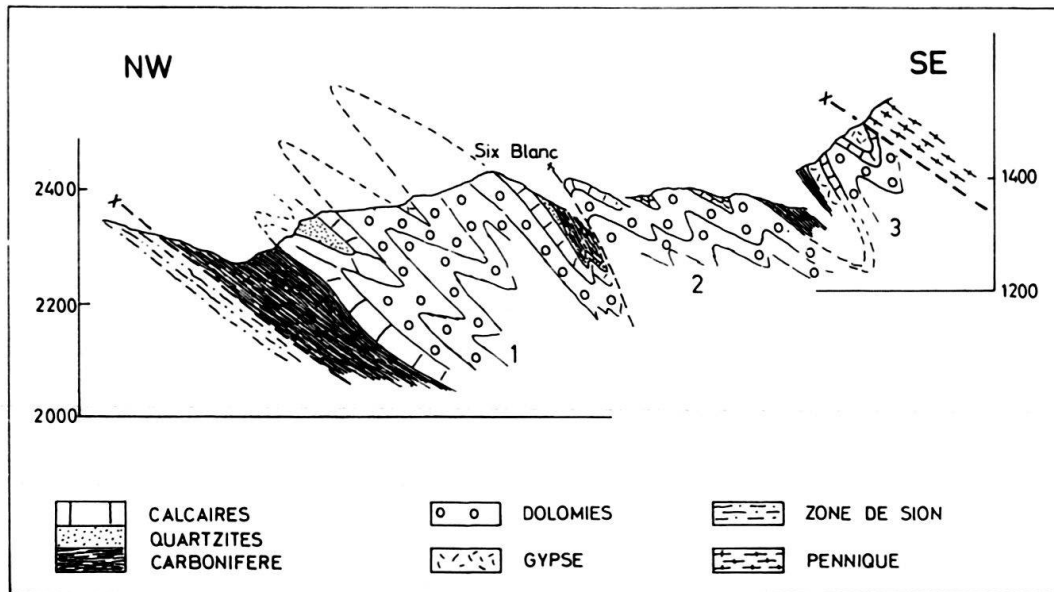 NW
SE
X
Six Blanc
X
2400
2200
2000
1400
1200
1
2
3
CALCAIRES
QUARTZITES
CARBONIFERE
DOLOMIES
GYPSE
ZONE DE SION
PENNIQUE